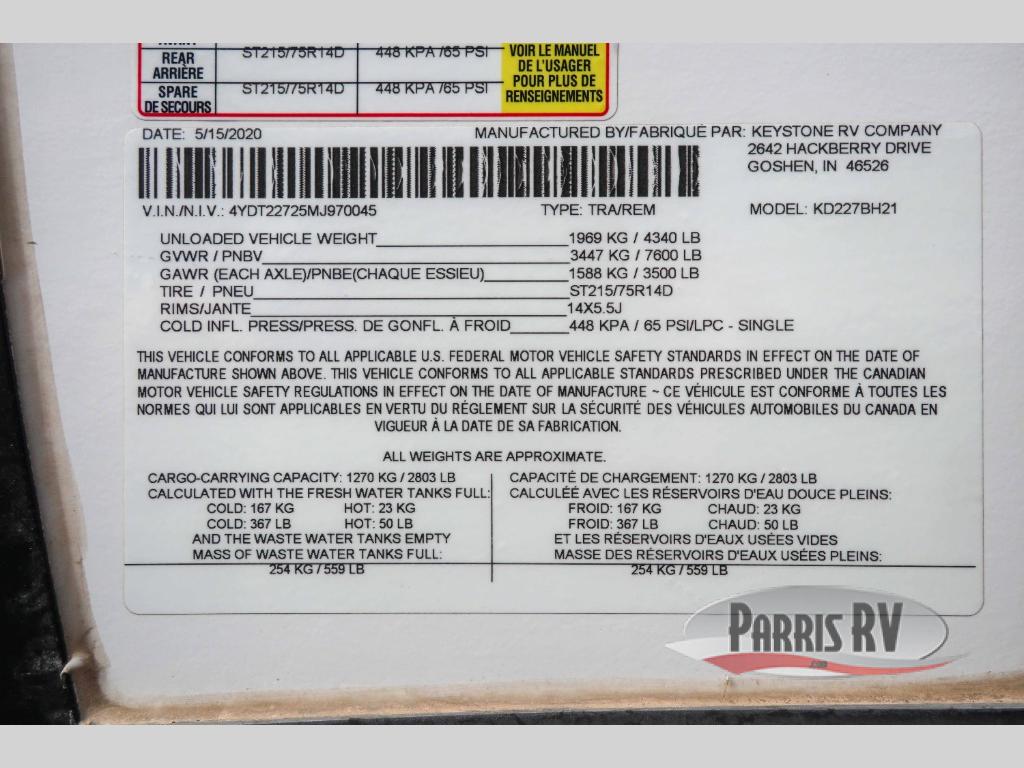 REAR ST215/75R14D 448 KPA /65 PSI
ARRIÈRE
SPARE ST215/75R14D 448 KPA /65 PSI
DE SECOURS
VOIR LE MANUEL
DE L'USAGER
POUR PLUS DE
RENSEIGNEMENTS
DATE: 5/15/2020 MANUFACTURED BY/FABRIQUÉ PAR: KEYSTONE RV COMPANY
2642 HACKBERRY DRIVE
GOSHEN, IN 46526
V.I.N./N.I.V.: 4YDT22725MJ970045 TYPE: TRA/REM MODEL: KD227BH21
UNLOADED VEHICLE WEIGHT 1969 KG / 4340 LB
GVWR / PNBV 3447 KG / 7600 LB
GAWR (EACH AXLE)/PNBE(CHAQUE ESSIEU) 1588 KG / 3500 LB
TIRE / PNEU ST215/75R14D
RIMS/JANTE 14X5.5J
COLD INFL. PRESS/PRESS. DE GONFL. À FROID 448 KPA / 65 PSI/LPC - SINGLE
THIS VEHICLE CONFORMS TO ALL APPLICABLE U.S. FEDERAL MOTOR VEHICLE SAFETY STANDARDS IN EFFECT ON THE DATE OF
MANUFACTURE SHOWN ABOVE. THIS VEHICLE CONFORMS TO ALL APPLICABLE STANDARDS PRESCRIBED UNDER THE CANADIAN
MOTOR VEHICLE SAFETY REGULATIONS IN EFFECT ON THE DATE OF MANUFACTURE ~ CE VÉHICULE EST CONFORME À TOUTES LES
NORMES QUI LUI SONT APPLICABLES EN VERTU DU RÉGLEMENT SUR LA SÉCURITÉ DES VÉHICULES AUTOMOBILES DU CANADA EN
VIGUEUR À LA DATE DE SA FABRICATION.
ALL WEIGHTS ARE APPROXIMATE.
CARGO-CARRYING CAPACITY: 1270 KG / 2803 LB
CALCULATED WITH THE FRESH WATER TANKS FULL:
COLD: 167 KG HOT: 23 KG
COLD: 367 LB HOT: 50 LB
AND THE WASTE WATER TANKS EMPTY
MASS OF WASTE WATER TANKS FULL:
254 KG / 559 LB
CAPACITÉ DE CHARGEMENT: 1270 KG / 2803 LB
CALCULÉE AVEC LES RÉSERVOIRS D'EAU DOUCE PLEINS:
FROID: 167 KG CHAUD: 23 KG
FROID: 367 LB CHAUD: 50 LB
ET LES RÉSERVOIRS D'EAUX USÉES VIDES
MASSE DES RÉSERVOIRS D'EAUX USÉES PLEINS:
254 KG / 559 LB
PARRIS RV
.com